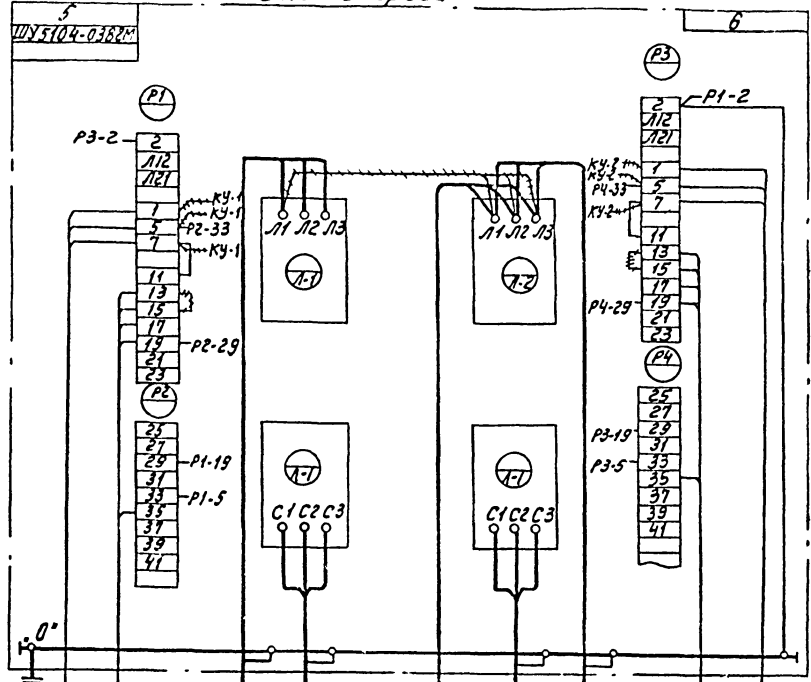 5
ШУ5104-03В2М
6
Р1
Р3-2
2
Л12
Л21
1
КУ-1
КУ-1
5
Р2-33
7
КУ-1
11
13
15
17
19
Р2-29
21
23
Р2
25
27
29
Р1-19
31
33
Р1-5
35
37
39
41
Л1 Л2 Л3
Л-1
Л1 Л2 Л3
Л-2
Л-1
С1 С2 С3
Л-1
С1 С2 С3
Р3
2
Р1-2
Л12
Л21
КУ-2
1
КУ-2
Р4-33
5
КУ-2
7
11
13
15
17
Р4-29
19
21
23
Р4
25
27
Р3-19
29
31
Р3-5
33
35
37
39
41
„0"